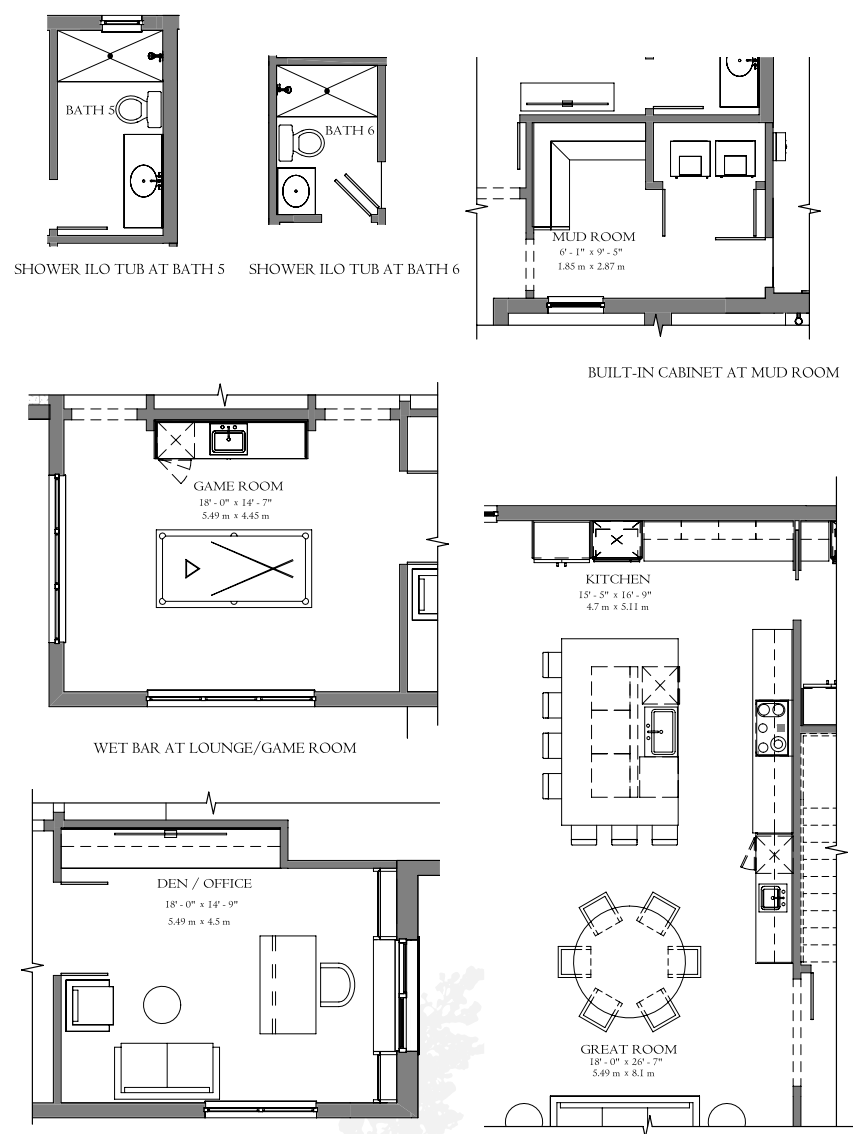 BATH 5
BATH 6
SHOWER ILO TUB AT BATH 5
SHOWER ILO TUB AT BATH 6
MUD ROOM
6' - 1" x 9' - 5"
1.85 m x 2.87 m
BUILT-IN CABINET AT MUD ROOM
GAME ROOM
18' - 0" x 14' - 7"
5.49 m x 4.45 m
WET BAR AT LOUNGE/GAME ROOM
KITCHEN
15' - 5" x 16' - 9"
4.7 m x 5.11 m
DEN / OFFICE
18' - 0" x 14' - 9"
5.49 m x 4.5 m
GREAT ROOM
18' - 0" x 26' - 7"
5.49 m x 8.1 m